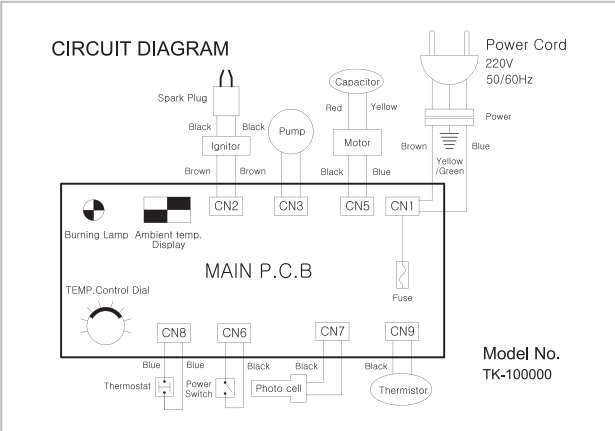 CIRCUIT DIAGRAM
Power Cord
220V
50/60Hz
Spark Plug
Capacitor
Red
Yellow
Power
Black
Black
Pump
Ignitor
Motor
Brown
Blue
Yellow
/Green
Brown
Brown
Black
Blue
CN2
CN3
CN5
CN1
Burning Lamp
Ambient temp.
Display
MAIN P.C.B
Fuse
TEMP.Control Dial
CN8
CN6
CN7
CN9
Blue
Blue
Black
Black
Black
Thermostat
Power
Switch
Photo cell
Thermistor
Model No.
TK-100000